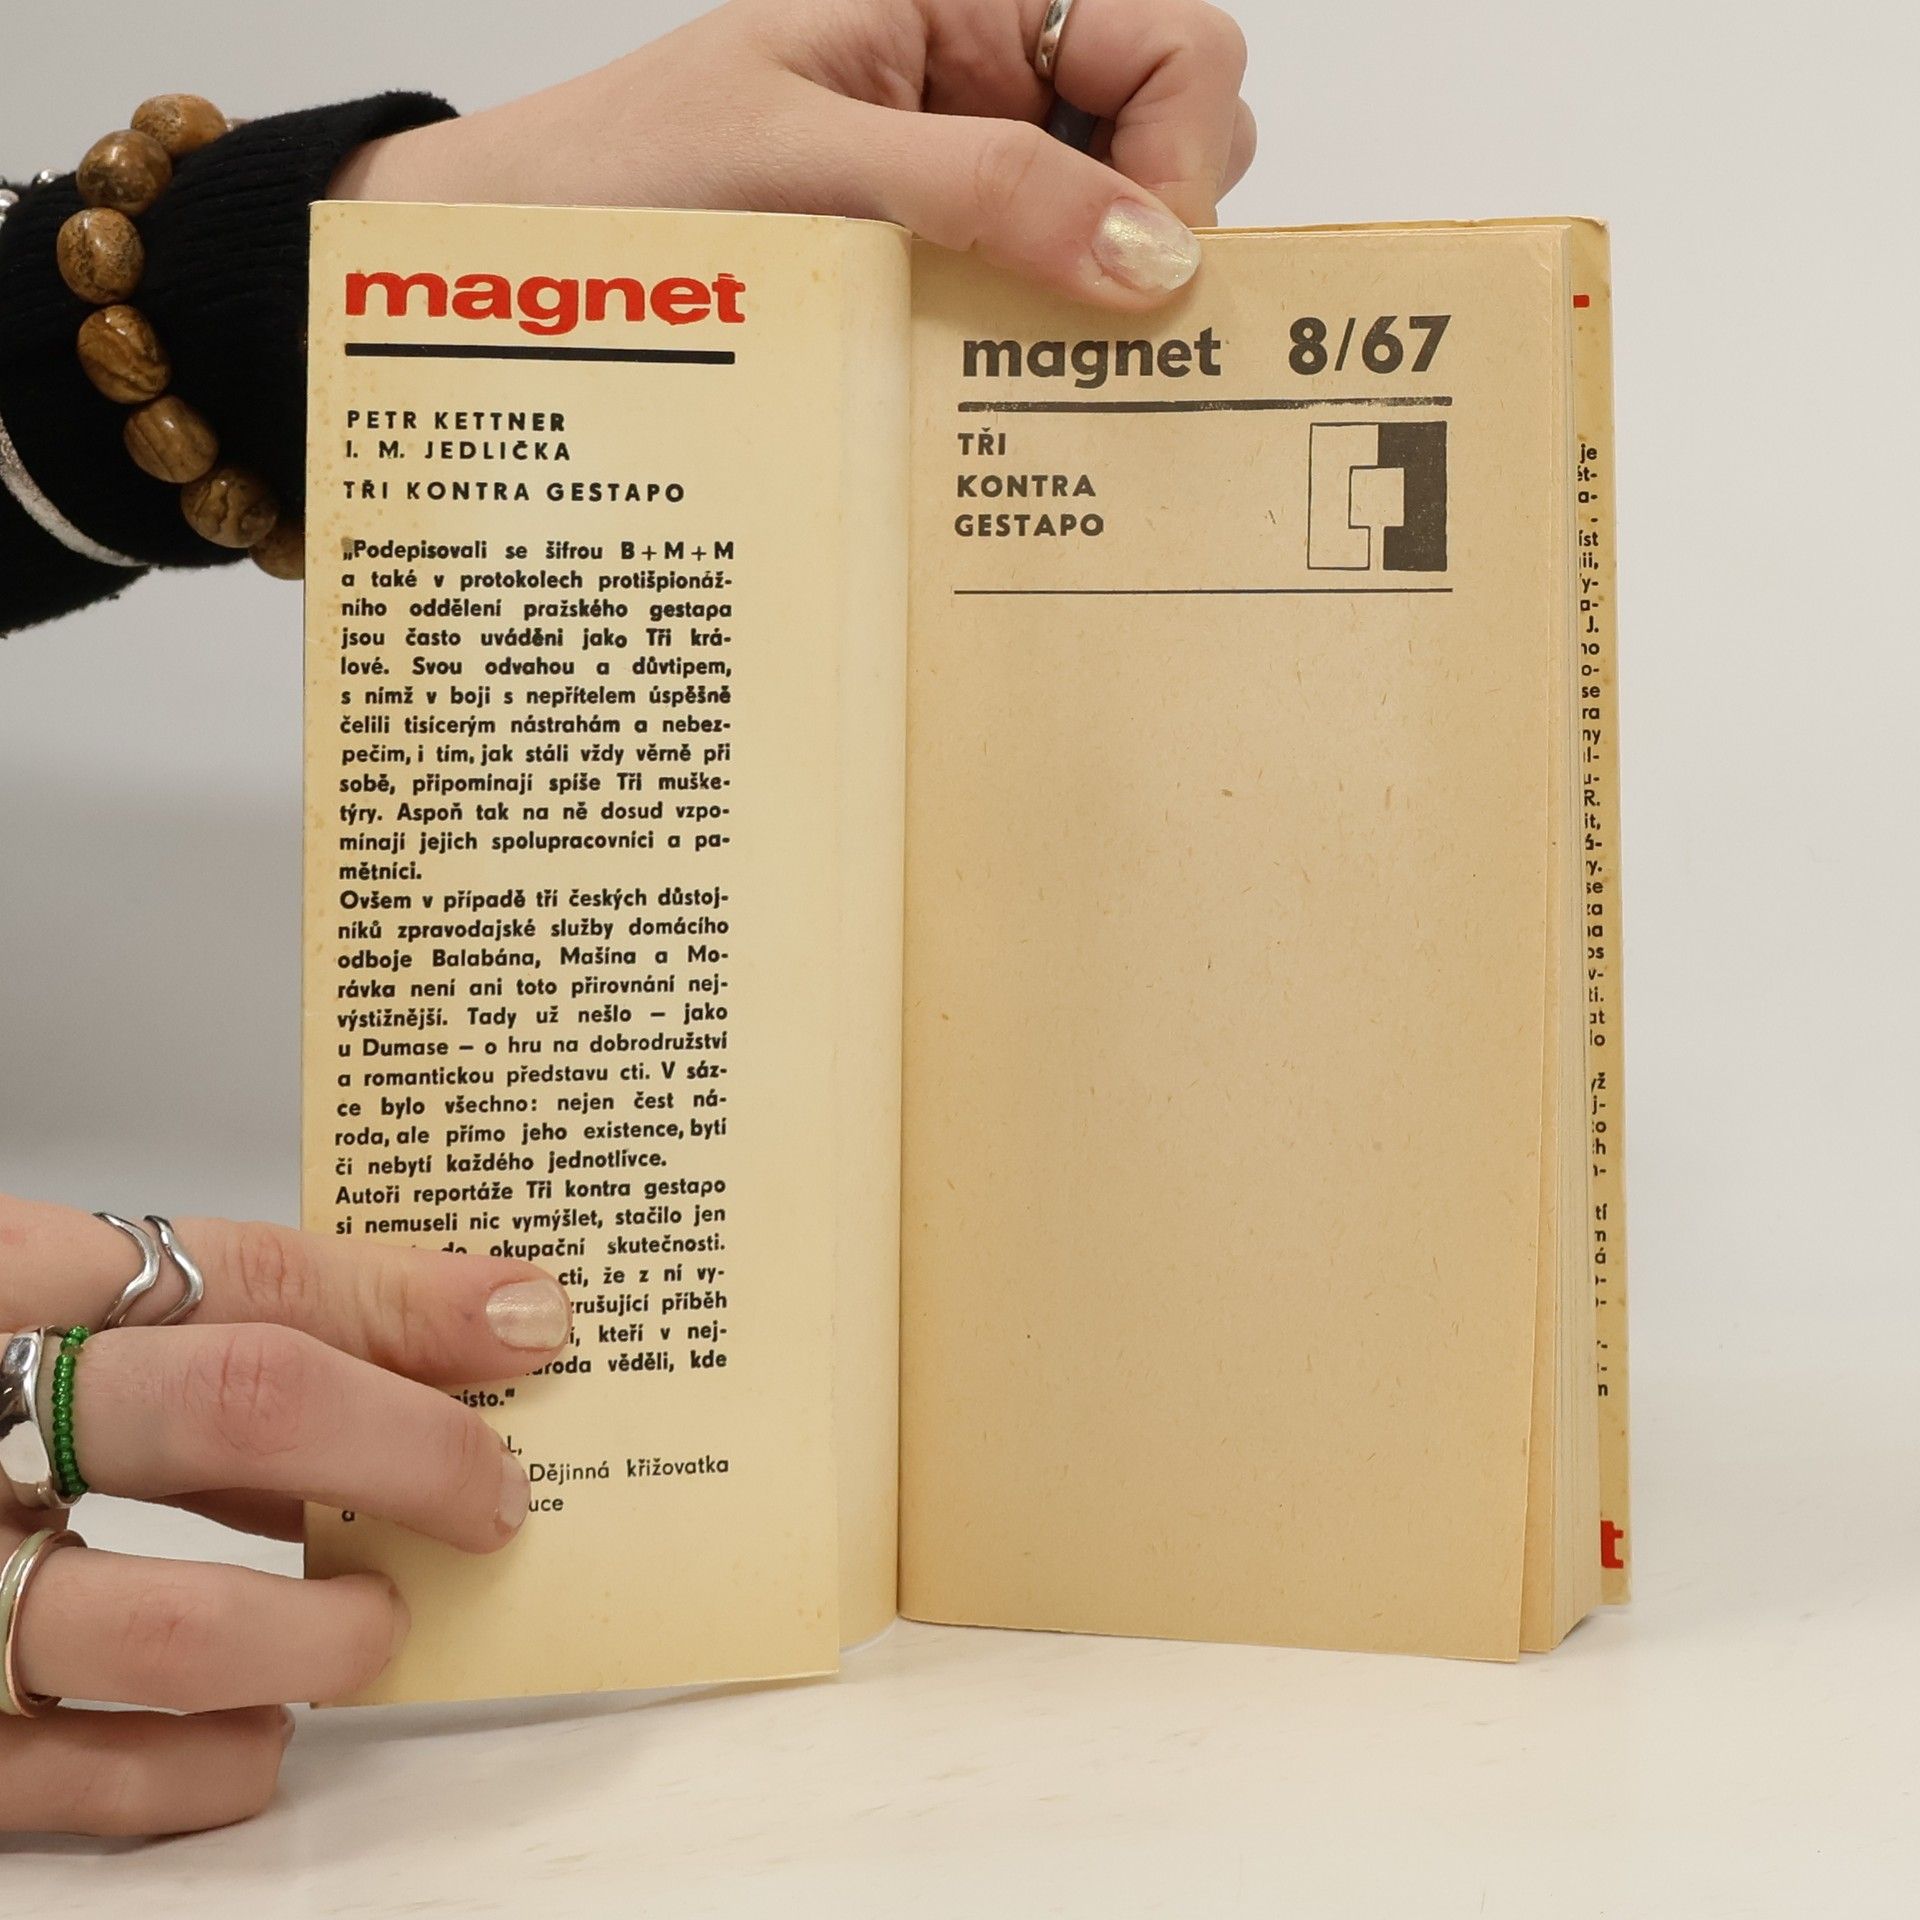 magnet
PETR KETTNER
I. M. JEDLIČKA
TŘI KONTRA GESTAPO
„Podepisovali se šifrou B + M + M
a také v protokolech protišpionáž-
ního oddělení pražského gestapa
jsou často uváděni jako Tři krá-
lové. Svou odvahou a důvtipem,
s nímž v boji s nepřítelem úspěšně
čelili tisícerým nástrahám a nebez-
pečím, i tím, jak stáli vždy věrně při
sobě, připomínají spíše Tři muške-
týry. Aspoň tak na ně dosud vzpo-
mínají jejich spolupracovníci a pa-
mětníci.
Ovšem v případě tří českých důstoj-
níků zpravodajské služby domácího
odboje Balabána, Mašína a Mo-
rávka není ani toto přirovnání nej-
výstižnější. Tady už nešlo – jako
u Dumase – o hru na dobrodružství
a romantickou představu cti. V sáz-
ce bylo všechno: nejen čest ná-
roda, ale přímo jeho existence, bytí
či nebytí každého jednotlivce.
Autoři reportáže Tři kontra gestapo
si nemuseli nic vymýšlet, stačilo jen
do okupační skutečnosti.
cti, že z ní vy-
příběh
kteří v nej-
věděli, kde
Dějinná křižovatka
magnet 8/67
TŘI
KONTRA
GESTAPO